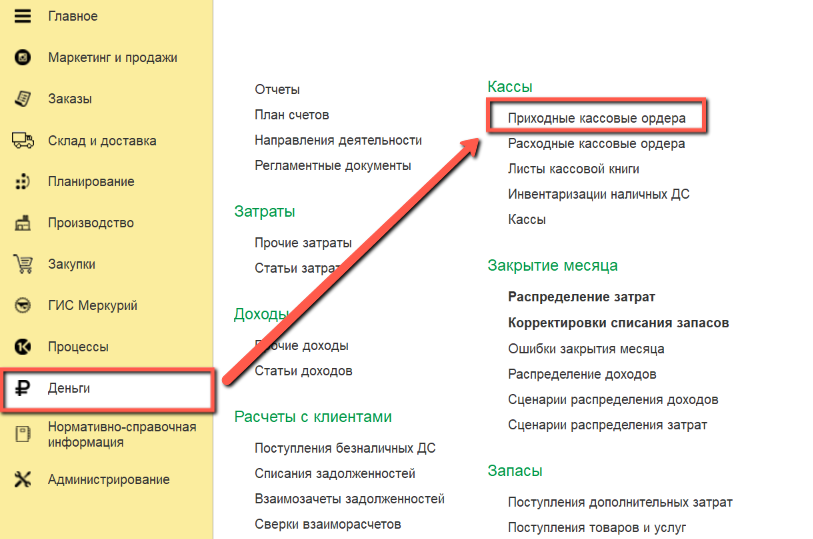 Главное
Маркетинг и продажи
Заказы
Склад и доставка
Планирование
Производство
Закупки
ГИС Меркурий
Процессы
Деньги
Нормативно-справочная
информация
Администрирование
Отчеты
План счетов
Направления деятельности
Регламентные документы
Затраты
Прочие затраты
Статьи затрат
Доходы
Прочие доходы
Статьи доходов
Расчеты с клиентами
Поступления безналичных ДС
Списания задолженностей
Взаимозачеты задолженностей
Сверки взаиморасчетов
Кассы
Приходные кассовые ордера
Расходные кассовые ордера
Листы кассовой книги
Инвентаризации наличных ДС
Кассы
Закрытие месяца
Распределение затрат
Корректировки списания запасов
Ошибки закрытия месяца
Распределение доходов
Сценарии распределения доходов
Сценарии распределения затрат
Запасы
Поступления дополнительных затрат
Поступления товаров и услуг